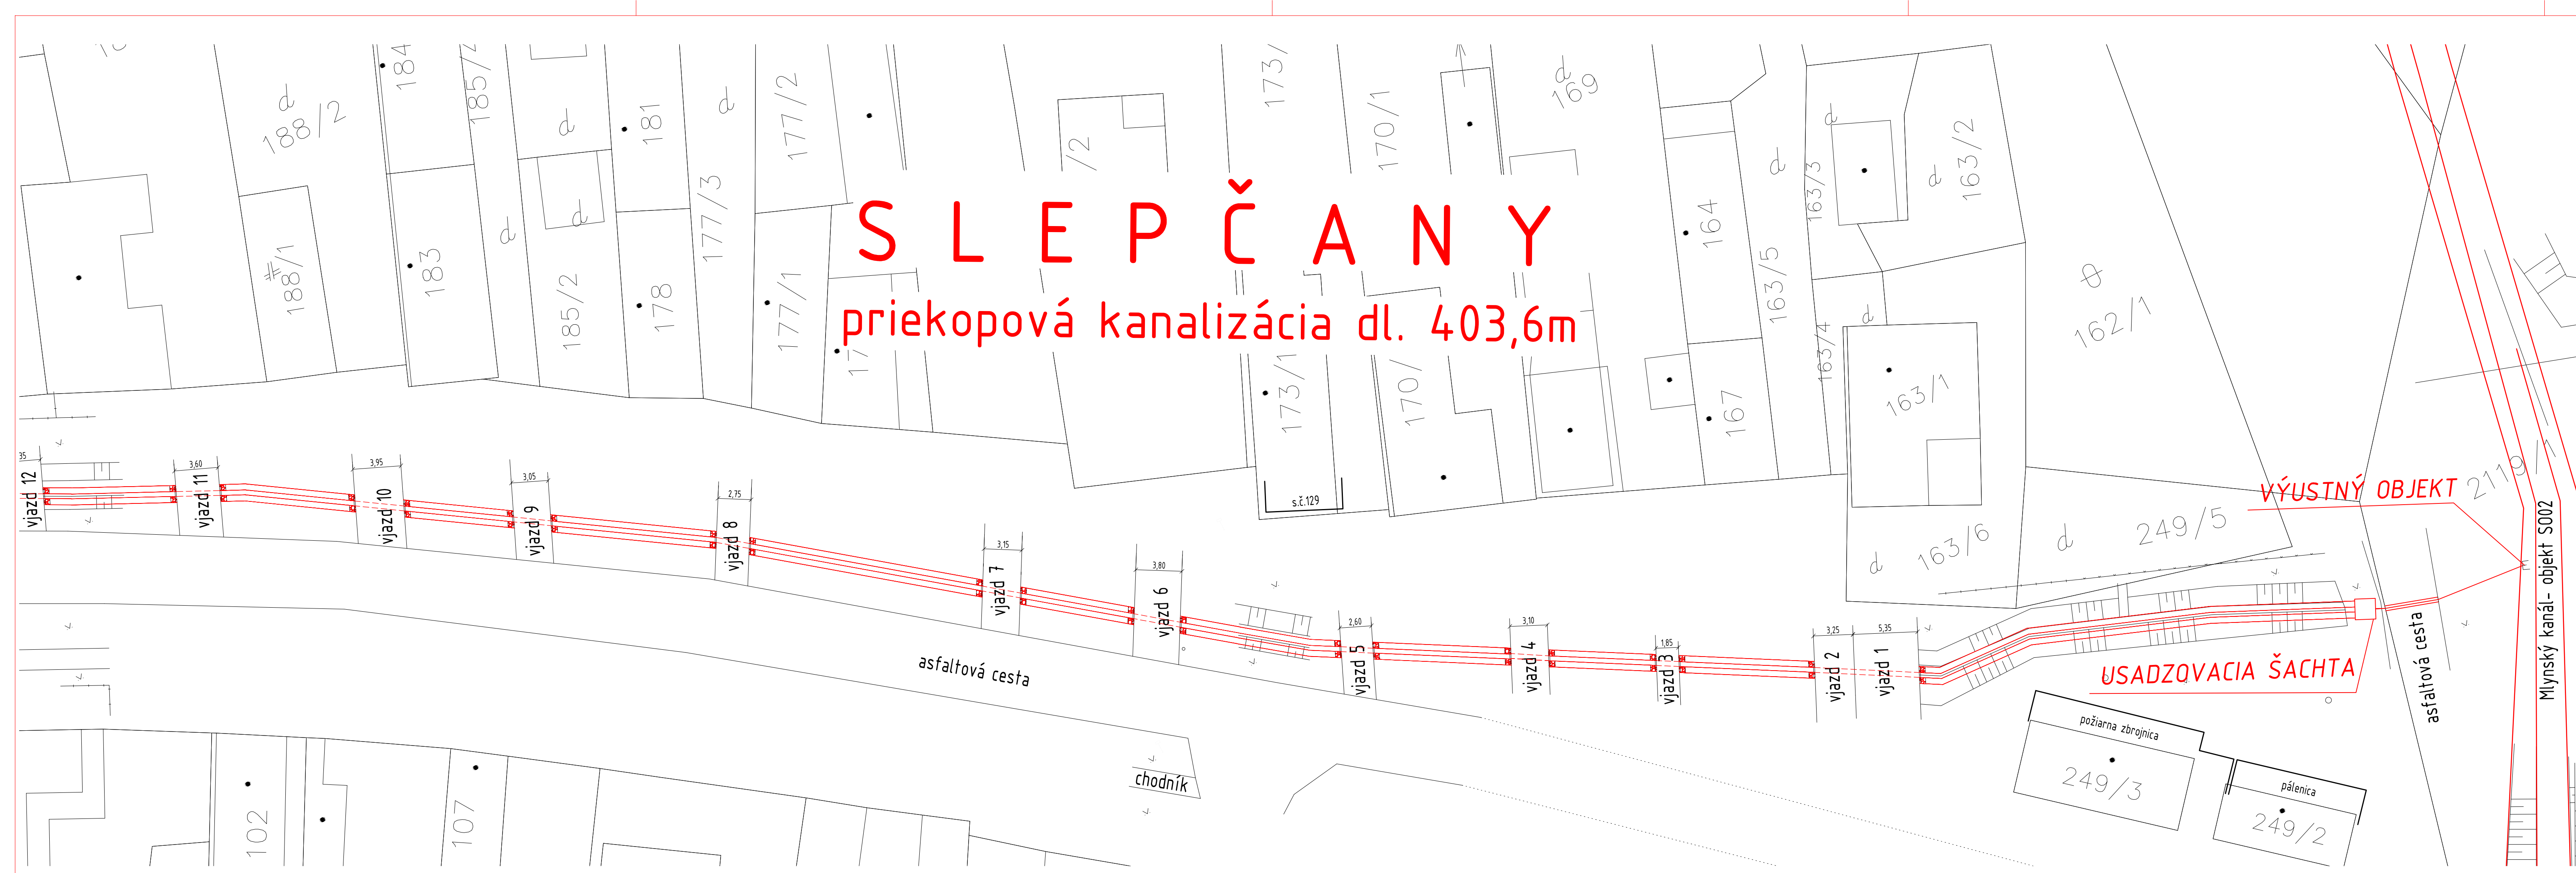 184
185/2
d
188/2
181
d
177/2
173/
170/1
d
169
/2
d
d
163/2
d
163/3
d
177/3
164
S L E P Č A N Y
d
d
183
188/1
185/2
178
177/1
163/5
162/1
d
priekopová kanalizácia dl. 403,6m
163/4
17
173/1
170/
167
163/1
35
3,60
3,95
3,05
2,75
3,15
3,80
2,60
3,10
1,85
3,25
5,35
vjazd 12
vjazd 11
vjazd 10
vjazd 9
vjazd 8
vjazd 7
vjazd 6
vjazd 5
vjazd 4
vjazd 3
vjazd 2
vjazd 1
s.č.129
VÝUSTNÝ OBJEKT
2119/1
d
163/6
d
249/5
Mlynský kanál- objekt SO02
USADZOVACIA ŠACHTA
asfaltová cesta
asfaltová cesta
požiarna zbrojnica
249/3
pálenica
249/2
chodník
102
107